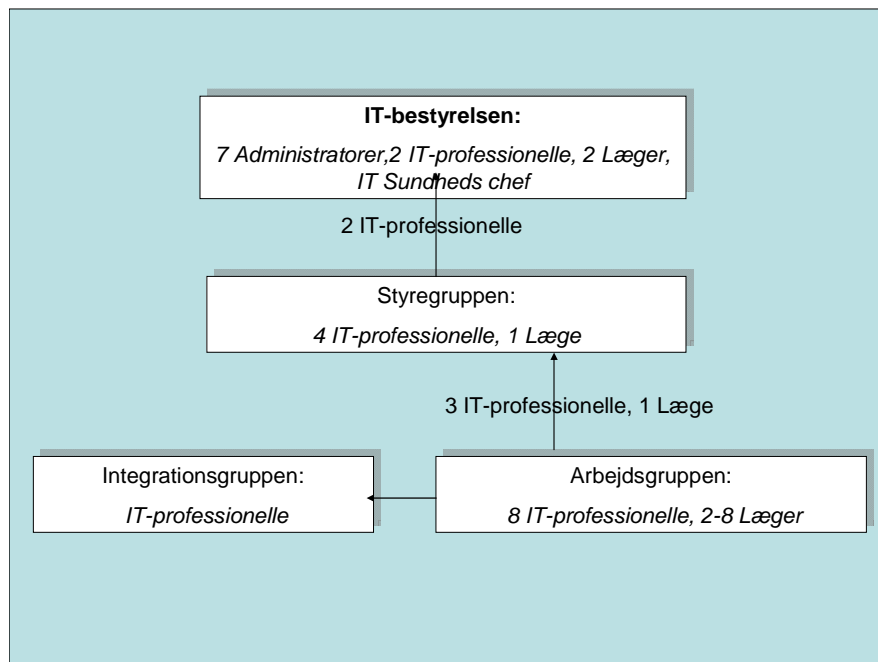 IT-bestyrelsen:
7 Administratorer,2 IT-professionelle, 2 Læger,
IT Sundneds chef
2 IT-professionelle
Styregruppen:
4 IT-professionelle, 1 Læge
3 IT-professionelle, 1 Læge
Integrationsgruppen:
IT-professionelle
Arbejdsgruppen:
8 IT-professionelle, 2-8 Læger